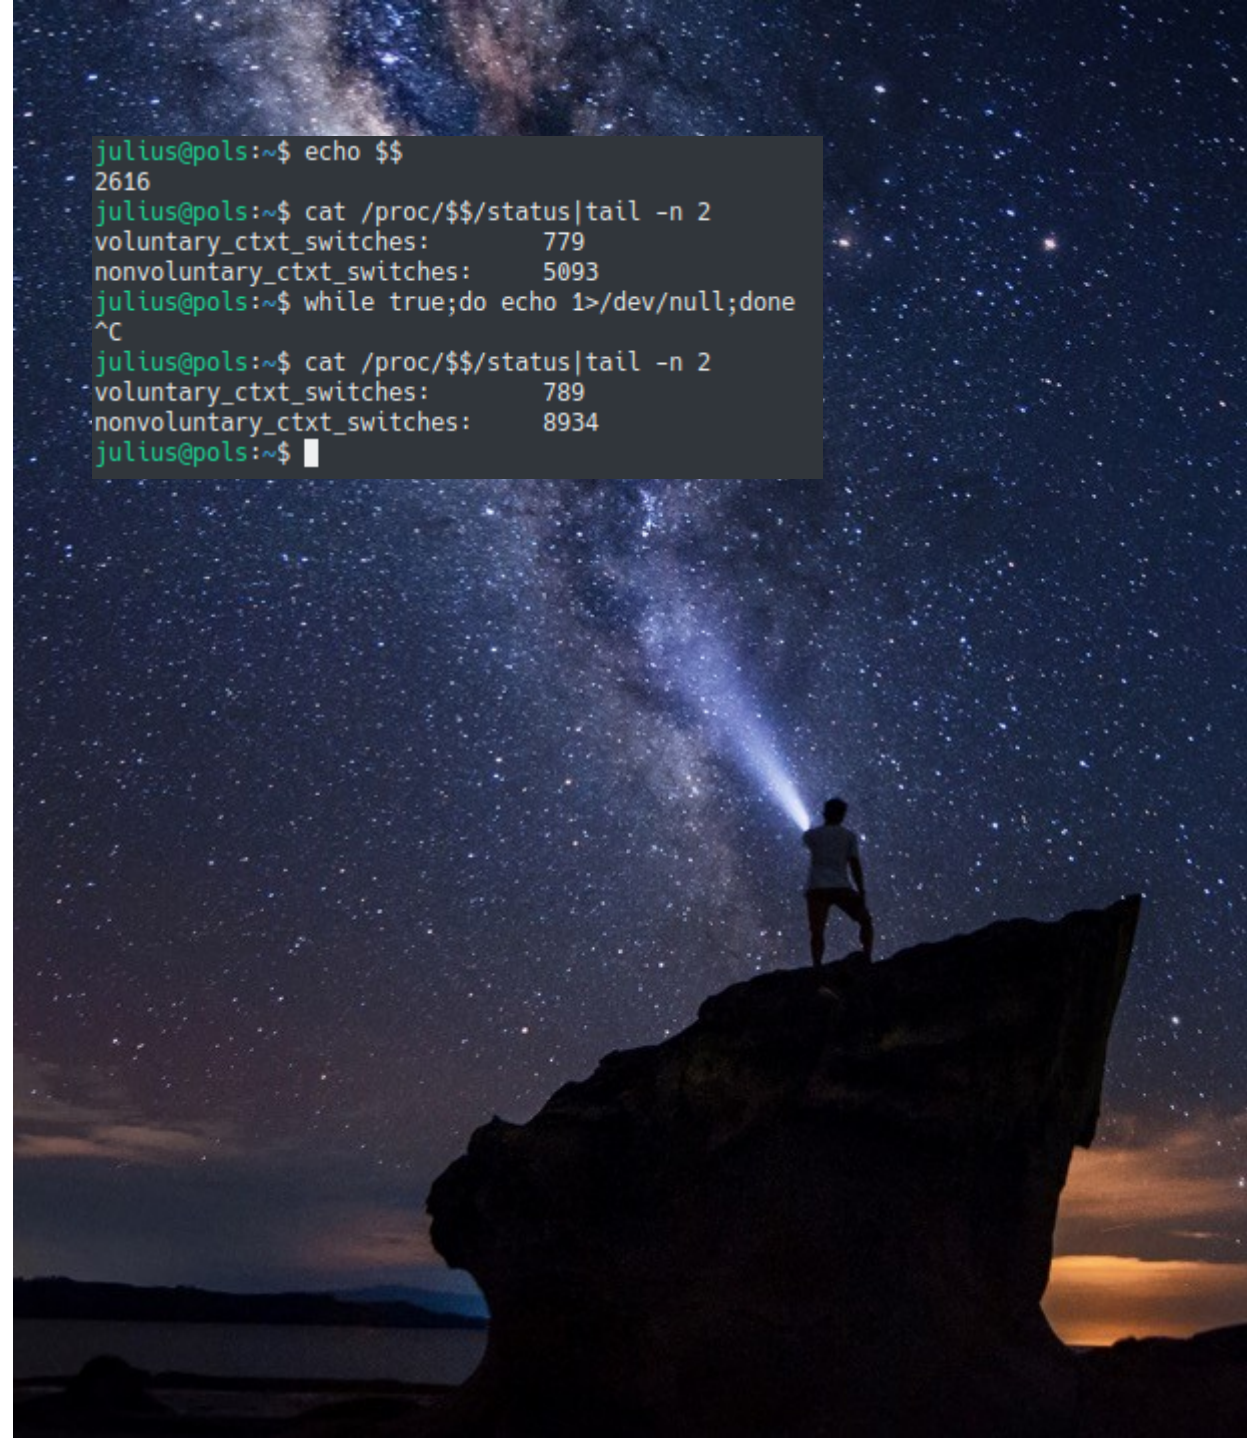 julius@pols:~$ echo $$
2616
julius@pols:~$ cat /proc/$$/status|tail -n 2
voluntary_ctxt_switches:        779
nonvoluntary_ctxt_switches:     5093
julius@pols:~$ while true;do echo 1>/dev/null;done
^C
julius@pols:~$ cat /proc/$$/status|tail -n 2
voluntary_ctxt_switches:        789
nonvoluntary_ctxt_switches:     8934
julius@pols:~$